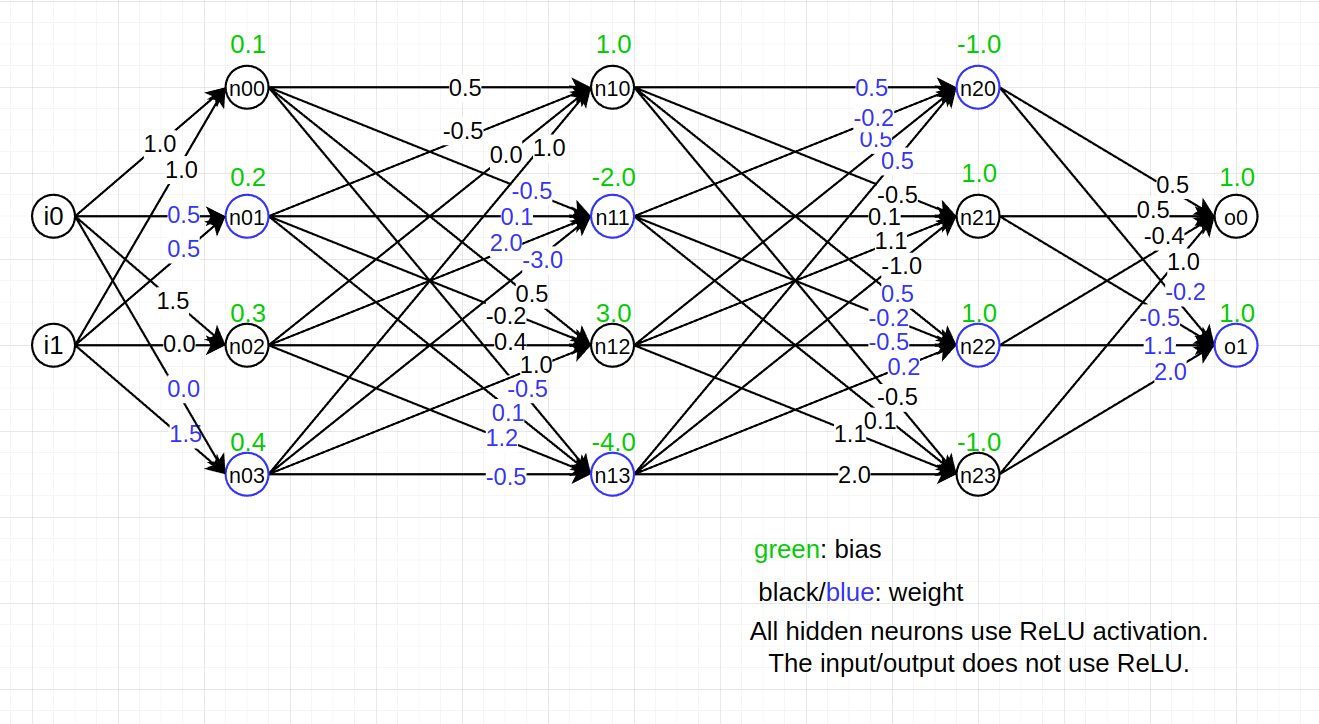 0.1 1.0 -1.0
n00 0.5 n10 0.5 n20
-0.2
-0.5 0.5
1.0 0.0 1.0 0.5
1.0
0.2 -2.0 1.0 0.5 1.0
-0.5 -0.5
i0 0.5 n01 0.1 n11 0.1 n21 0.5 o0
0.5 2.0 1.1 -0.4
-3.0 -1.0 1.0
1.5 0.5 0.5 -0.2
0.3 -0.2 3.0 -0.2 1.0 -0.5 1.0
i1 0.0 n02 0.4 n12 -0.5 n22 1.1 o1
1.0 0.2 2.0
0.0 -0.5 -0.5
0.1 0.1
1.5 0.4 1.2 -4.0 1.1 -1.0
n03 -0.5 n13 2.0 n23
green: bias
black/blue: weight
All hidden neurons use ReLU activation.
The input/output does not use ReLU.